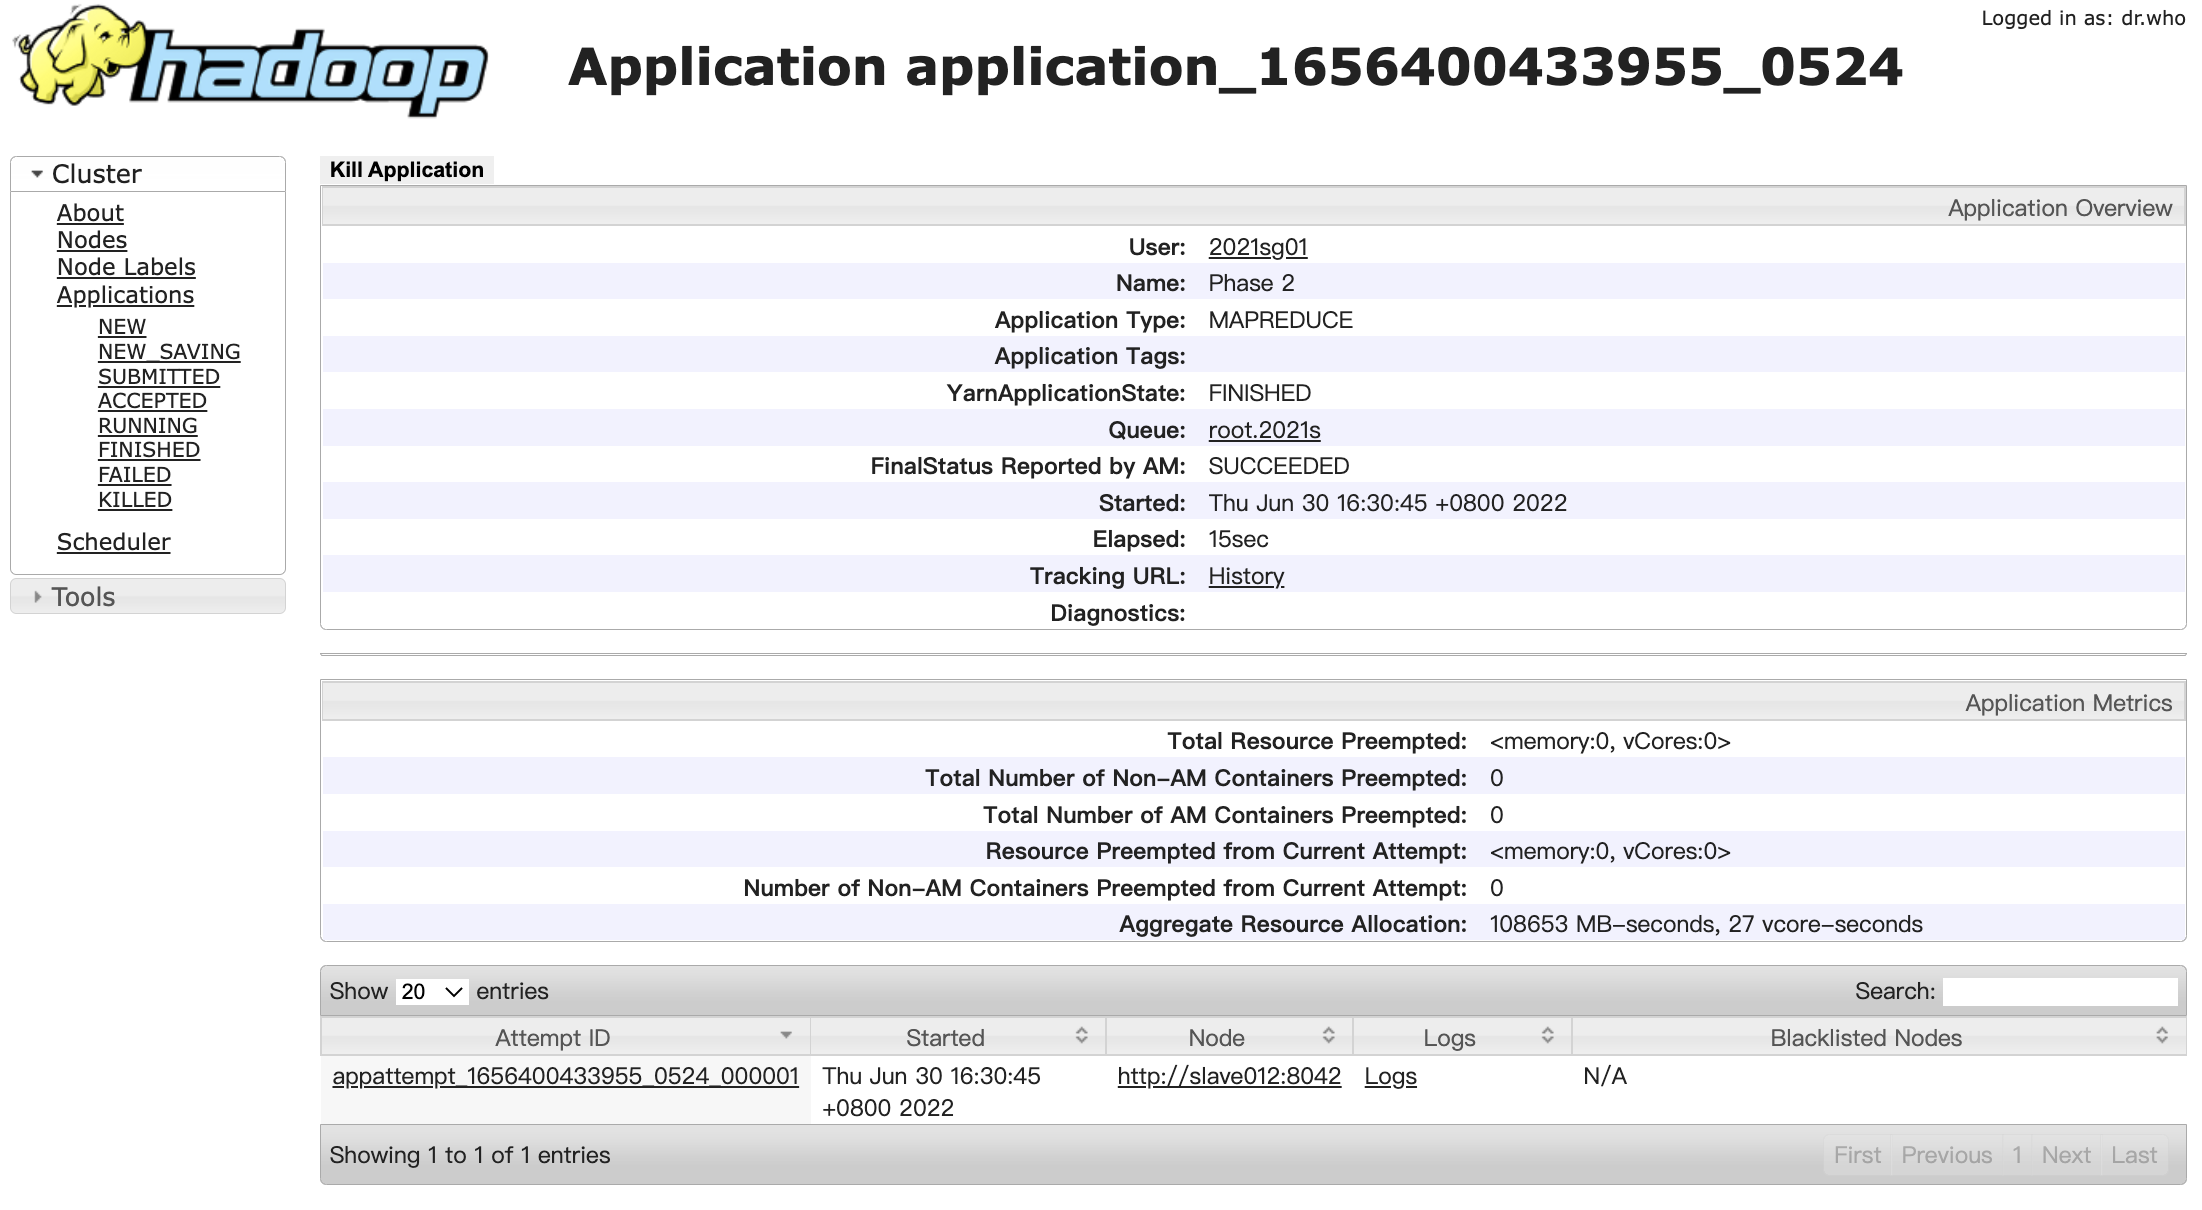 Logged in as: dr.who
hadoop
Application application_1656400433955_0524
Cluster
About
Nodes
Node Labels
Applications
NEW
NEW_SAVING
SUBMITTED
ACCEPTED
RUNNING
FINISHED
FAILED
KILLED
Scheduler
Tools
Kill Application
Application Overview
User: 2021sg01
Name: Phase 2
Application Type: MAPREDUCE
Application Tags:
YarnApplicationState: FINISHED
Queue: root.2021s
FinalStatus Reported by AM: SUCCEEDED
Started: Thu Jun 30 16:30:45 +0800 2022
Elapsed: 15sec
Tracking URL: History
Diagnostics:
Application Metrics
Total Resource Preempted: <memory:0, vCores:0>
Total Number of Non-AM Containers Preempted: 0
Total Number of AM Containers Preempted: 0
Resource Preempted from Current Attempt: <memory:0, vCores:0>
Number of Non-AM Containers Preempted from Current Attempt: 0
Aggregate Resource Allocation: 108653 MB-seconds, 27 vcore-seconds
Show 20 entries Search:
Attempt ID Started Node Logs Blacklisted Nodes
appattempt_1656400433955_0524_000001 Thu Jun 30 16:30:45 http://slave012:8042 Logs N/A
+0800 2022
Showing 1 to 1 of 1 entries First Previous 1 Next Last